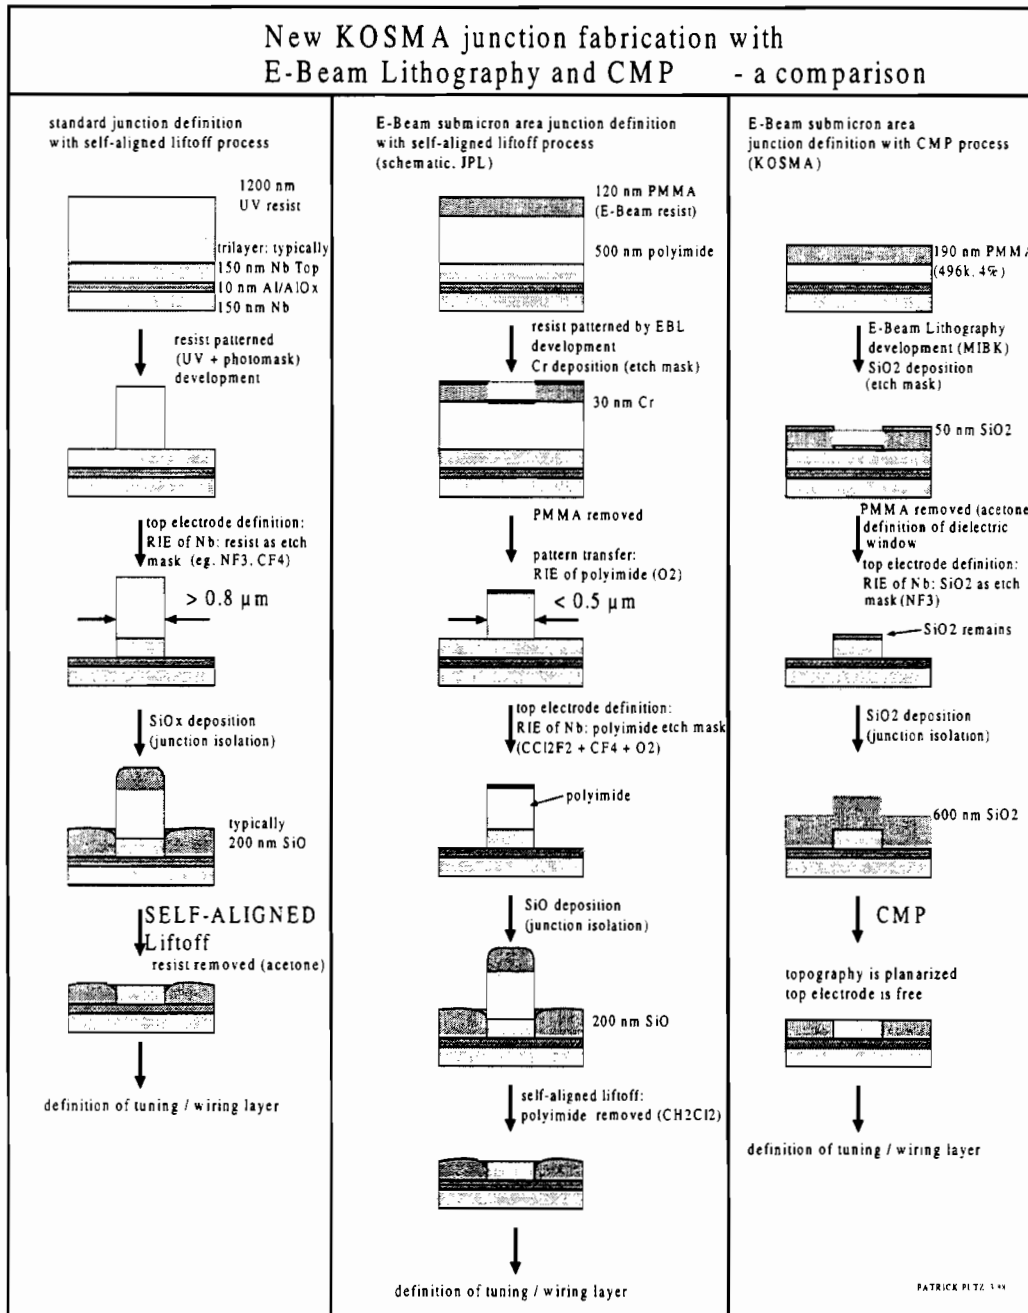 New KOSMA junction fabrication with
E-Beam Lithography and CMP - a comparison
standard junction definition
with self-aligned liftoff process
1200 nm
UV resist
trilayer: typically
150 nm Nb Top
10 nm Al/AlOx
150 nm Nb
resist patterned
(UV + photomask)
development
top electrode definition:
RIE of Nb: resist as etch
mask (eg. NF3, CF4)
> 0.8 µm
SiOx deposition
(junction isolation)
typically
200 nm SiO
SELF-ALIGNED
Liftoff
resist removed (acetone)
definition of tuning / wiring layer
E-Beam submicron area junction definition
with self-aligned liftoff process
(schematic, JPL)
120 nm PMMA
(E-Beam resist)
500 nm polyimide
resist patterned by EBL
development
Cr deposition (etch mask)
30 nm Cr
PMMA removed
pattern transfer:
RIE of polyimide (O2)
< 0.5 µm
top electrode definition:
RIE of Nb: polyimide etch mask
(CCl2F2 + CF4 + O2)
polyimide
SiO deposition
(junction isolation)
200 nm SiO
self-aligned liftoff:
polyimide removed (CH2Cl2)
definition of tuning / wiring layer
E-Beam submicron area
junction definition with CMP process
(KOSMA)
190 nm PMMA
(496k, 4%)
E-Beam Lithography
development (MIBK)
SiO2 deposition
(etch mask)
50 nm SiO2
PMMA removed (acetone
definition of dielectric
window
top electrode definition:
RIE of Nb: SiO2 as etch
mask (NF3)
SiO2 remains
SiO2 deposition
(junction isolation)
600 nm SiO2
CMP
topography is planarized
top electrode is free
definition of tuning / wiring layer
PATRICK PUTZ